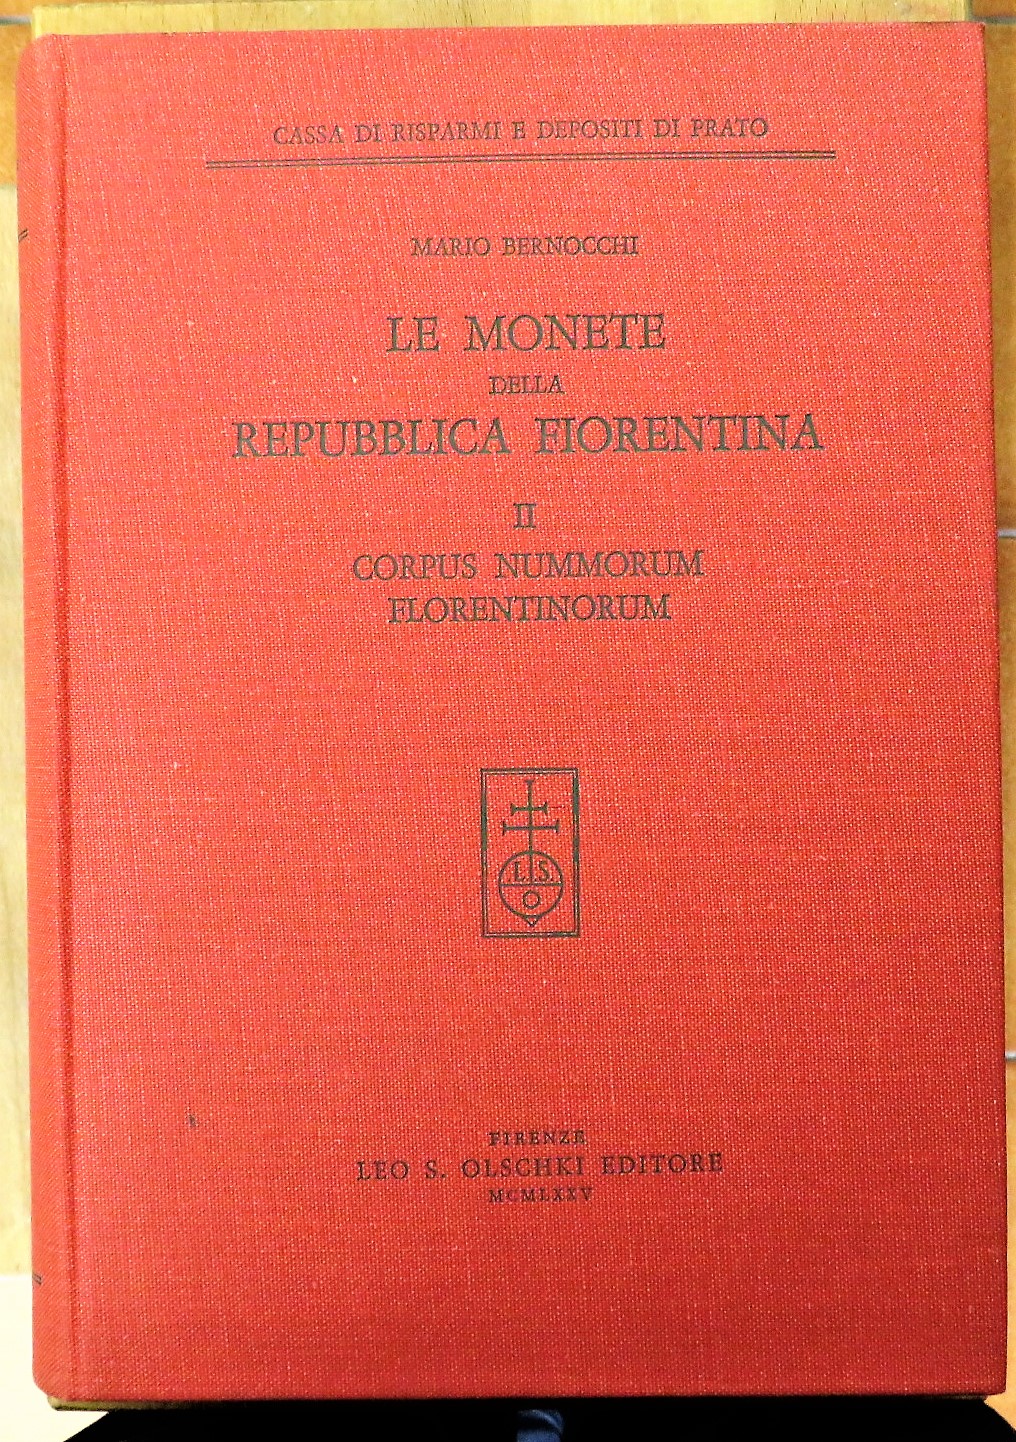 CASSA DI RISPARMI E DEPOSITI DI PRATO
MARIO BERNOCCHI
LE MONETE
DELLA
REPUBBLICA FIORENTINA
II
CORPUS NUMMORUM
FLORENTINORUM
.L.S.
O
FIRENZE
LEO S. OLSCHKI EDITORE
MCMLXXV